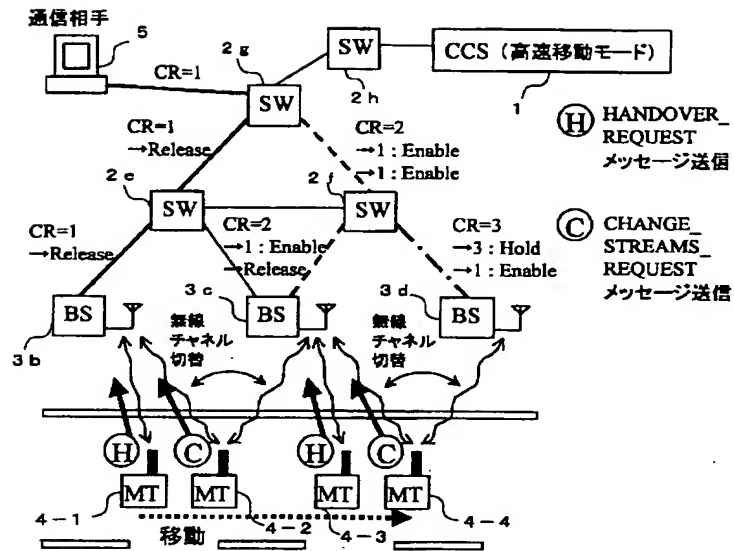 通信相手
5
CR=1
2g
SW
SW
2h
CCS（高速移動モード）
1
H HANDOVER_
REQUEST
メッセージ送信
CR=1
→Release
CR=2
→1：Enable
→1：Enable
2e
SW
2f
SW
C CHANGE_
STREAMS_
REQUEST
メッセージ送信
CR=1
→Release
CR=2
→1：Enable
→Release
CR=3
→3：Hold
→1：Enable
3b
BS
3c
BS
3d
BS
無線
チャネル
切替
無線
チャネル
切替
H
C
H
C
MT
MT
MT
MT
4－1
4－2
4－3
4－4
移動